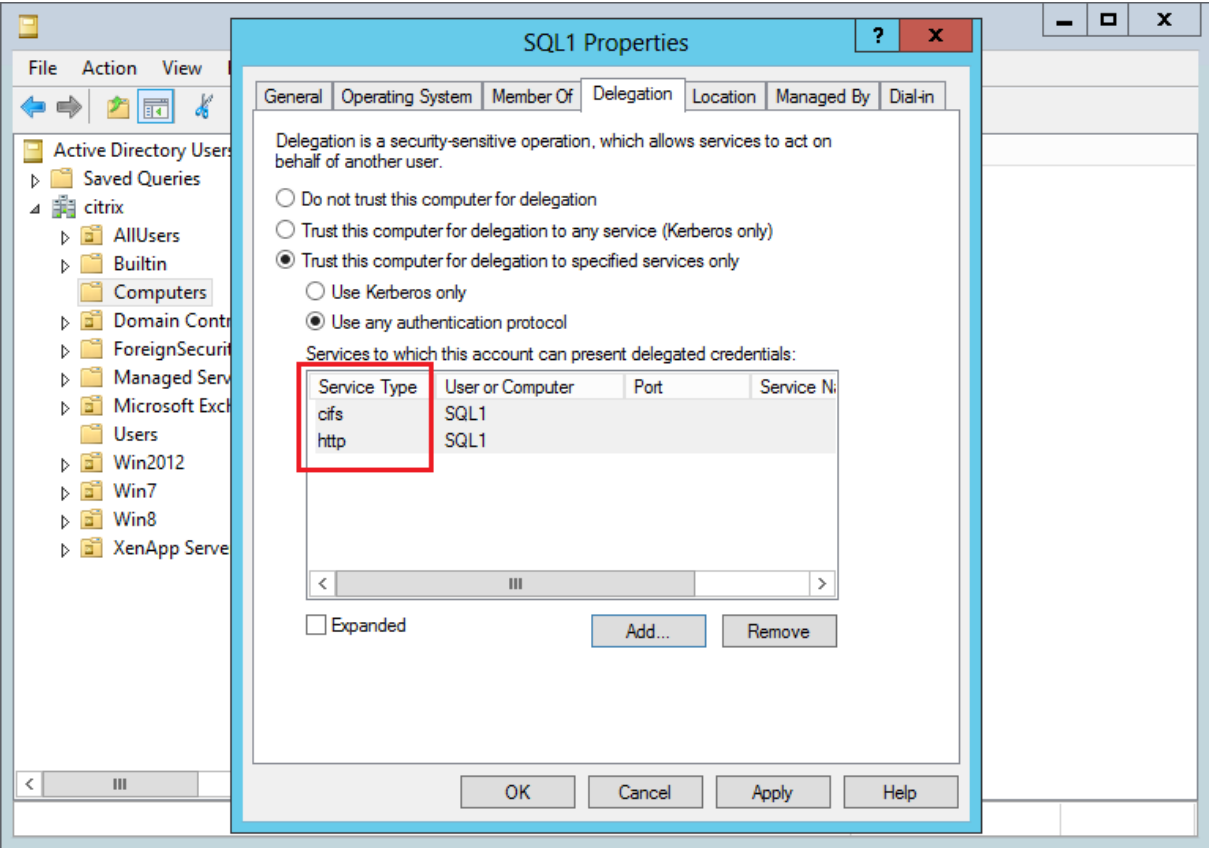 SQL1 Properties
? x
x
File Action View
General Operating System Member Of Delegation Location Managed By Dial-in
Active Directory Users
Saved Queries
citrix
AllUsers
Builtin
Computers
Domain Contr
ForeignSecurit
Managed Serv
Microsoft Exch
Users
Win2012
Win7
Win8
XenApp Serve
Delegation is a security-sensitive operation, which allows services to act on
behalf of another user.
Do not trust this computer for delegation
Trust this computer for delegation to any service (Kerberos only)
Trust this computer for delegation to specified services only
Use Kerberos only
Use any authentication protocol
Services to which this account can present delegated credentials:
Service Type User or Computer Port Service Na
cifs SQL1
http SQL1
Expanded
Add... Remove
OK Cancel Apply Help